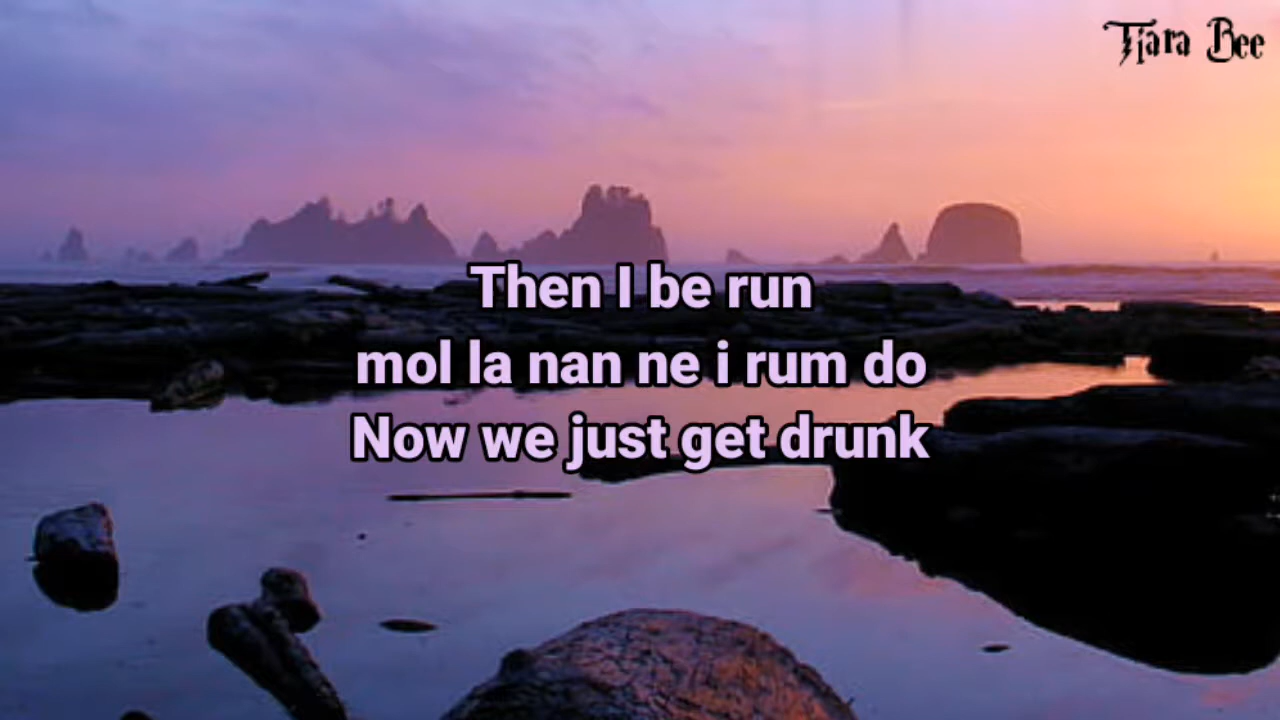 Tiara Bee
Then I be run
mol la nan ne i rum do
Now we just get drunk